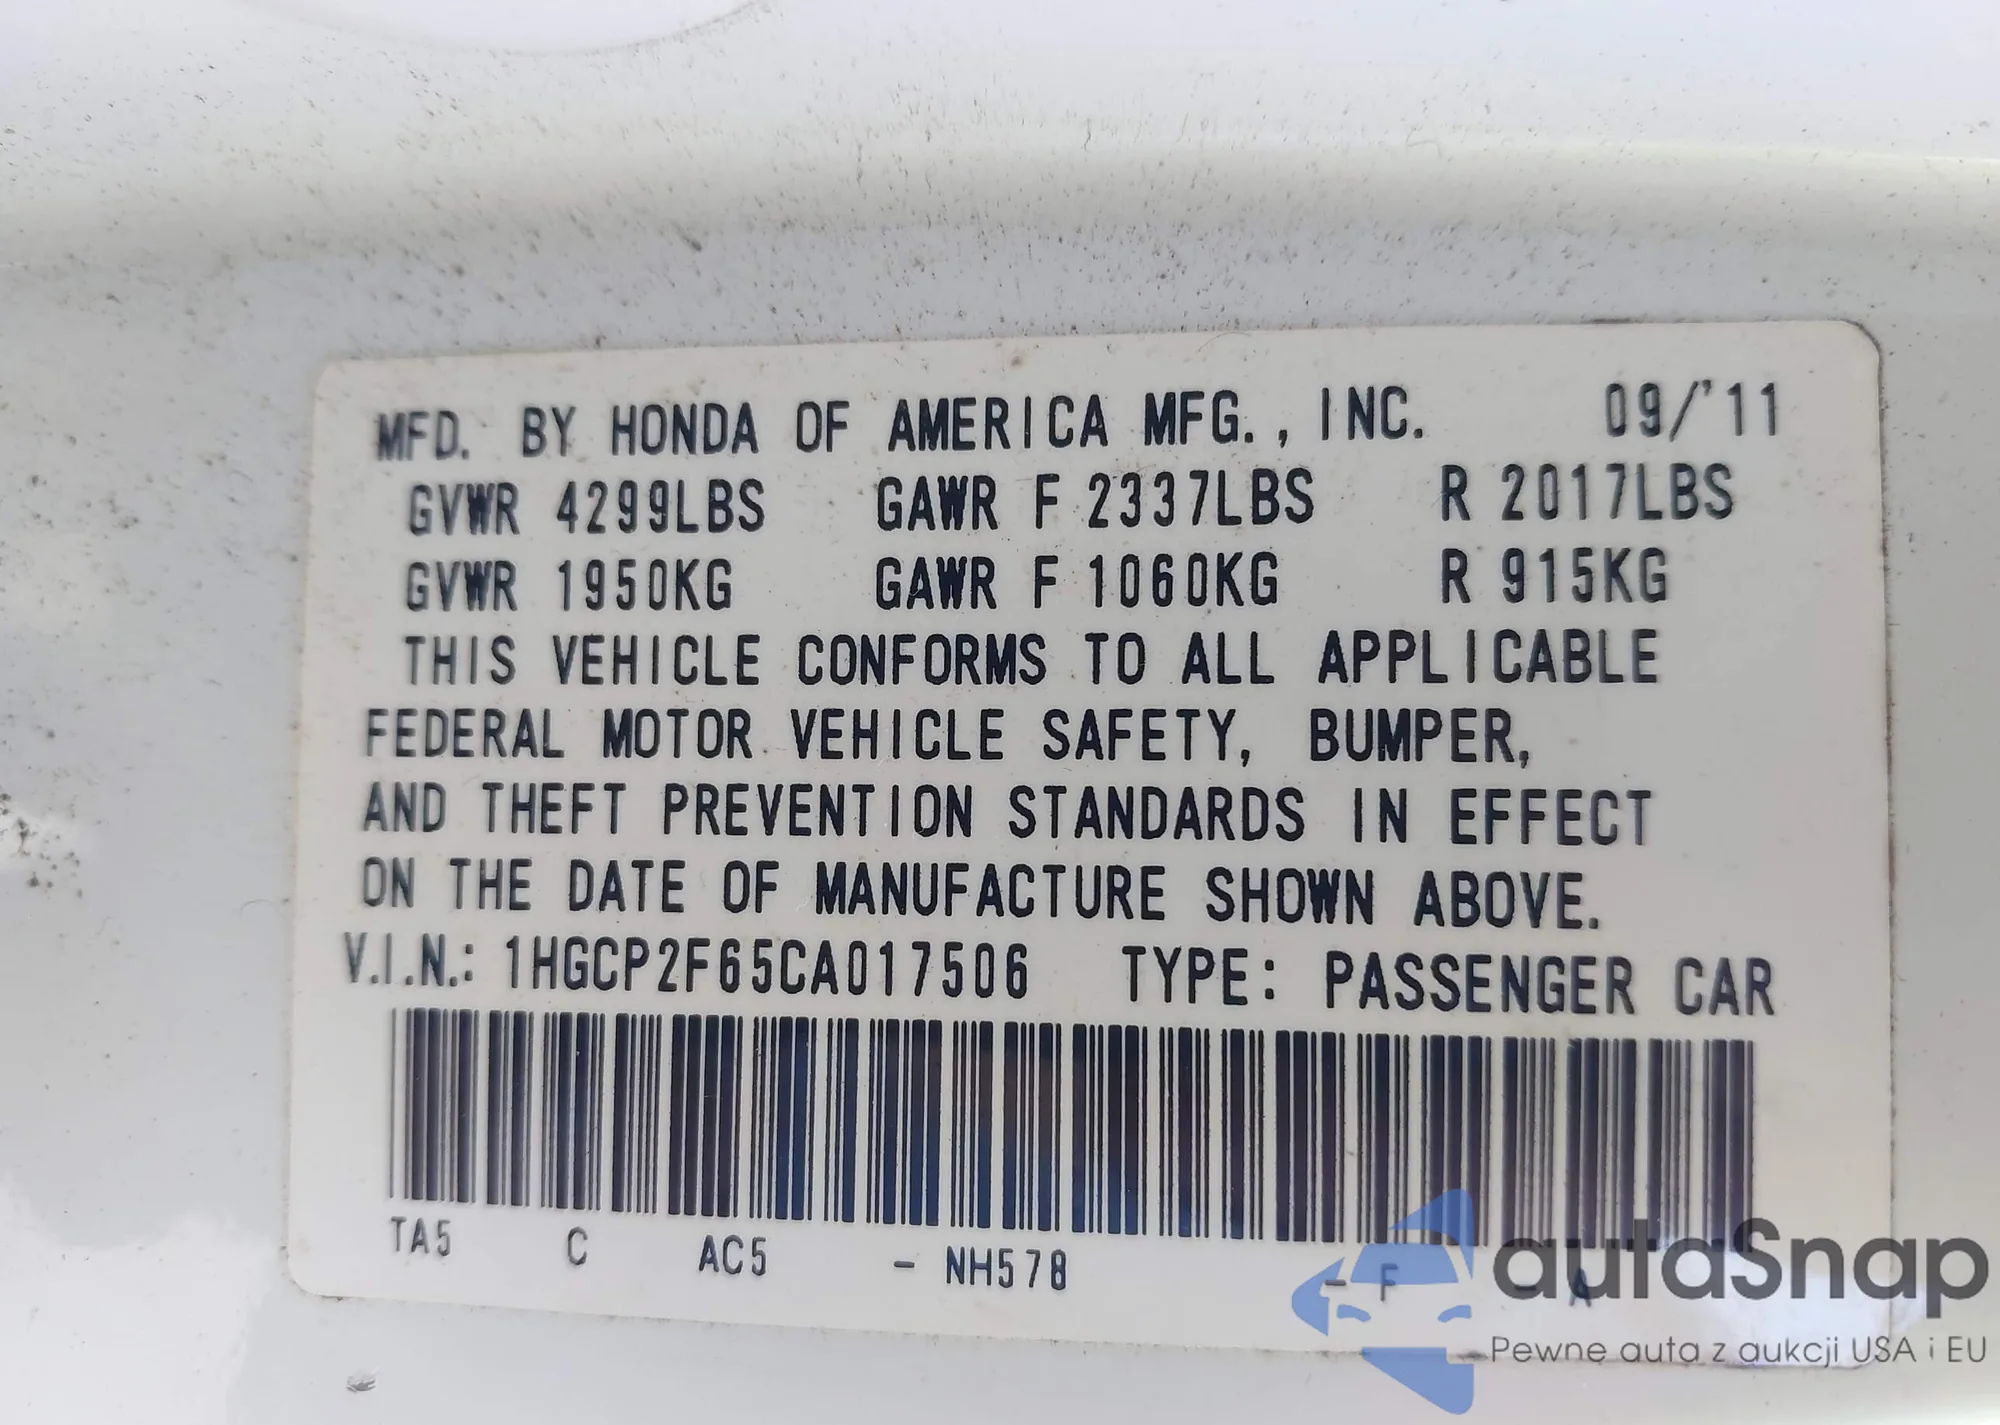 MFD. BY HONDA OF AMERICA MFG., INC. 09/'11
GVWR 4299LBS GAWR F 2337LBS R 2017LBS
GVWR 1950KG GAWR F 1060KG R 915KG
THIS VEHICLE CONFORMS TO ALL APPLICABLE
FEDERAL MOTOR VEHICLE SAFETY, BUMPER,
AND THEFT PREVENTION STANDARDS IN EFFECT
ON THE DATE OF MANUFACTURE SHOWN ABOVE.
V.I.N.: 1HGCP2F65CA017506 TYPE: PASSENGER CAR
TA5 C AC5 - NH578 - F - A
autaSnap
Pewne auta z aukcji USA i EU